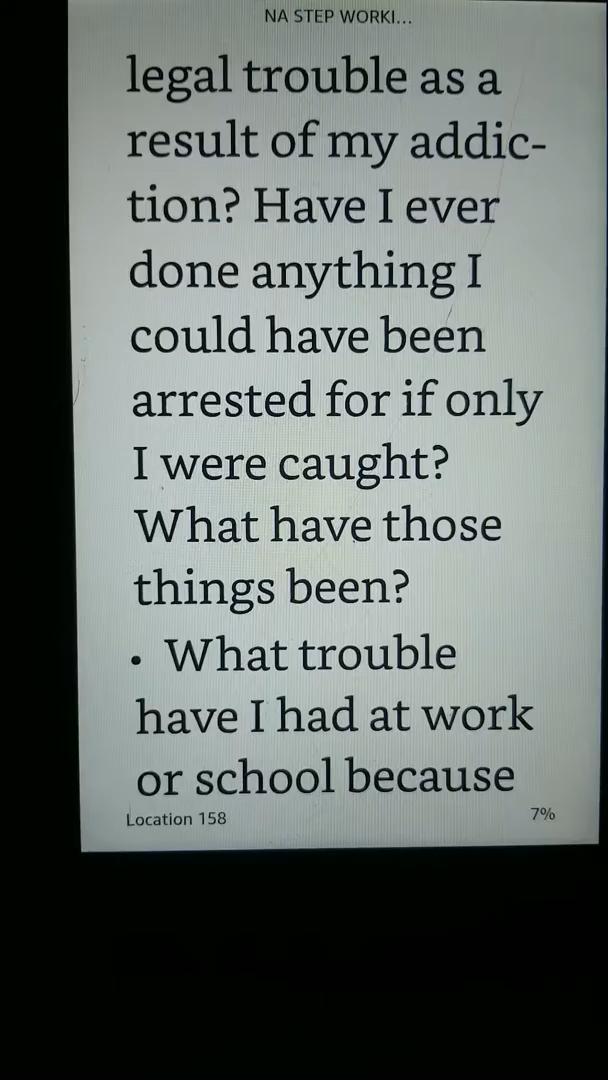 NA STEP WORKI...
legal trouble as a
result of my addic-
tion? Have I ever
done anything I
could have been
arrested for if only
I were caught?
What have those
things been?
• What trouble
have I had at work
or school because
Location 158 7%